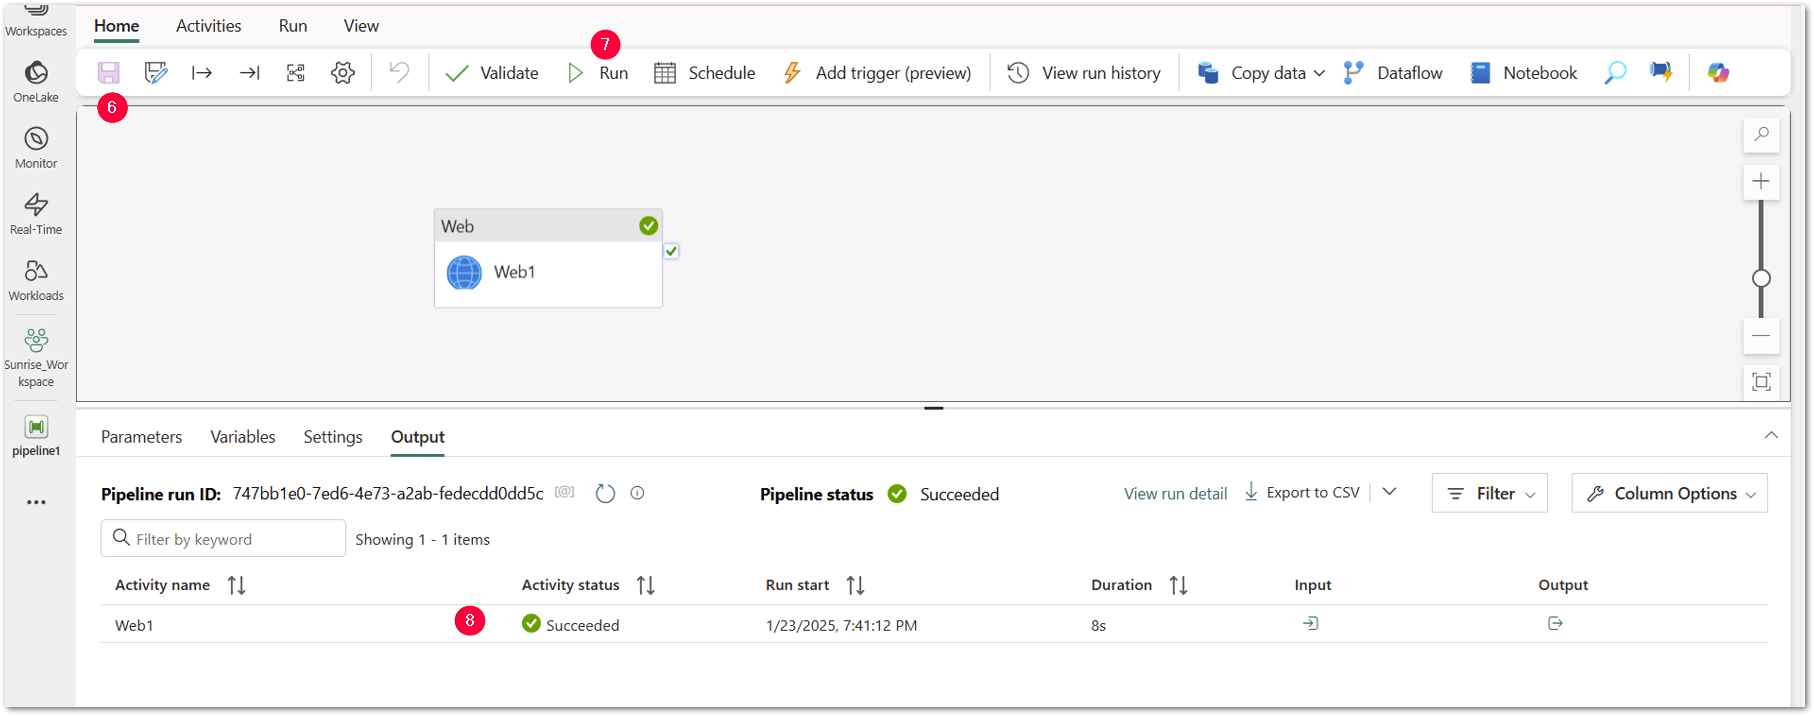 Workspaces
OneLake
Monitor
Real-Time
Workloads
Sunrise_Wor
kspace
pipeline1
Home Activities Run View
7
Validate Run Schedule Add trigger (preview) View run history Copy data Dataflow Notebook
6
Web
Web1
Parameters Variables Settings Output
Pipeline run ID: 747bb1e0-7ed6-4e73-a2ab-fedecdd0dd5c [@] Pipeline status Succeeded View run detail Export to CSV Filter Column Options
Filter by keyword Showing 1 - 1 items
Activity name Activity status Run start Duration Input Output
Web1 8 Succeeded 1/23/2025, 7:41:12 PM 8s